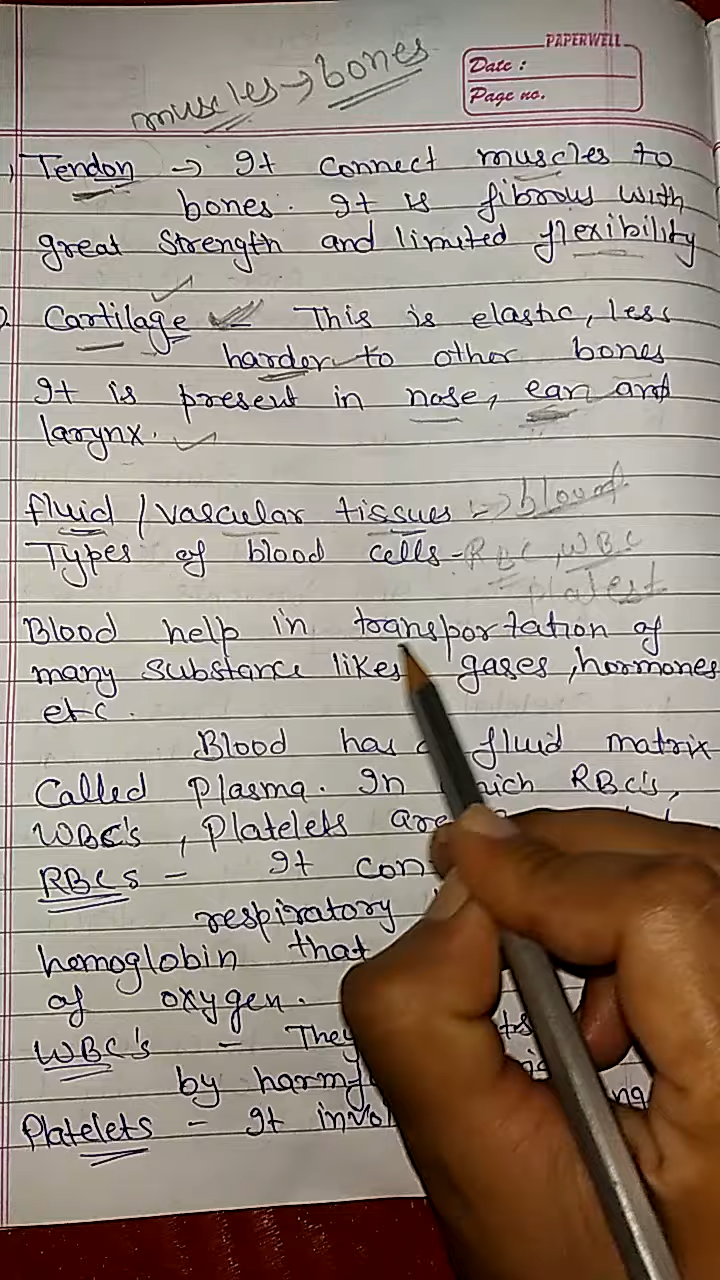 muscles → bones
PAPERWELL
Date :
Page no.
Tendon → It connect muscles to
bones. It is fibrous with
great strength and limited flexibility
2. Cartilage - This is elastic, less
harder to other bones
It is present in nose, ear and
larynx.
fluid / vascular tissues :-> blood
Types of blood cells - RBC, WBC
Blood help in transportation of
many substance likes gases, hormones
etc.
Blood has a fluid matrix
Called Plasma. In which RBC's,
WBC's, Platelets are
RBCs - It con
respiratory
hemoglobin that
of oxygen.
WBC's - They
by harmf
Platelets - It invol